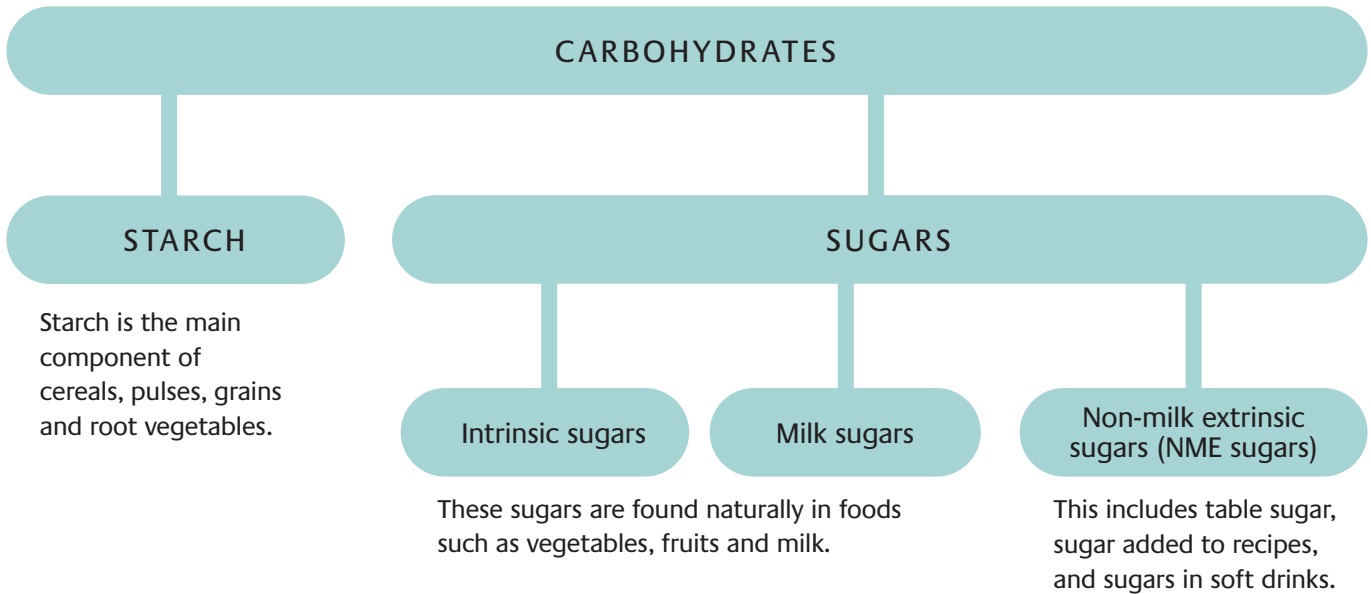 CARBOHYDRATES
STARCH
SUGARS
Starch is the main
component of
cereals, pulses, grains
and root vegetables.
Intrinsic sugars
Milk sugars
Non-milk extrinsic
sugars (NME sugars)
These sugars are found naturally in foods
such as vegetables, fruits and milk.
This includes table sugar,
sugar added to recipes,
and sugars in soft drinks.